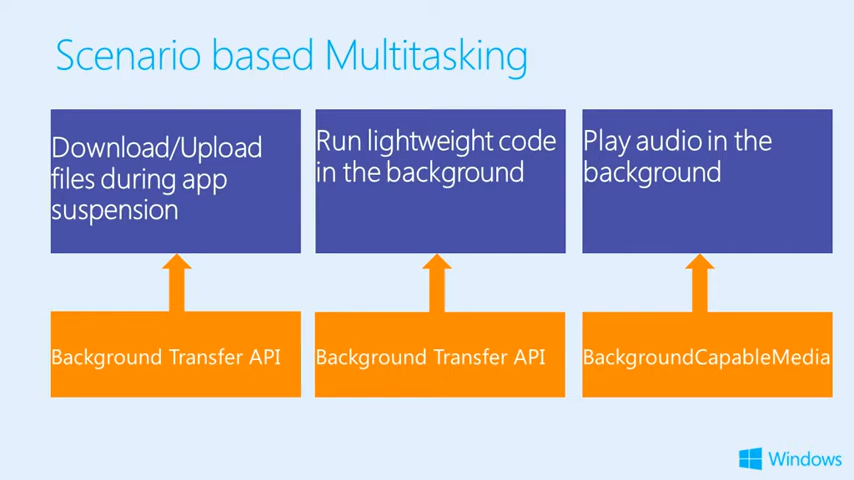 Scenario based Multitasking
Download/Upload
files during app
suspension
Run lightweight code
in the background
Play audio in the
background
Background Transfer API
Background Transfer API
BackgroundCapableMedia
Windows